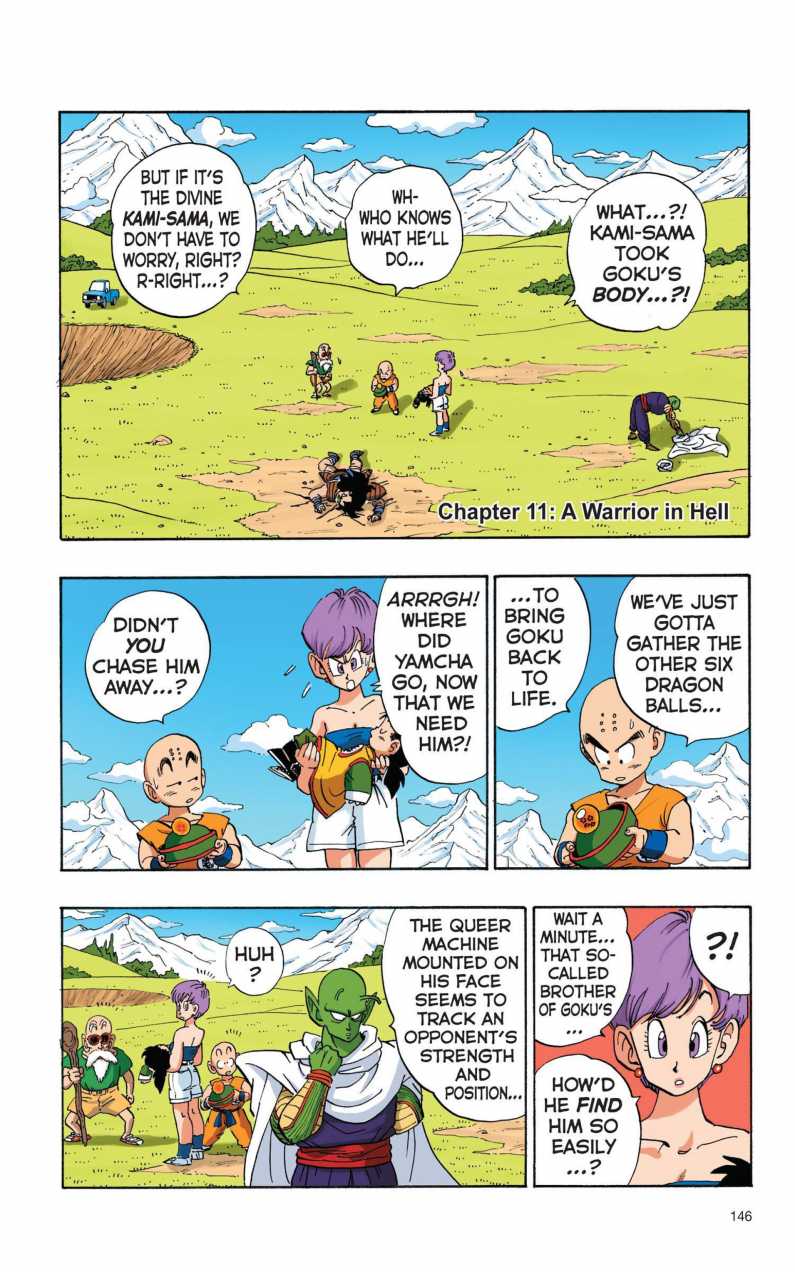 WHAT...?!
KAMI-SAMA
TOOK
GOKU'S
BODY...?!
WH-
WHO KNOWS
WHAT HE'LL
DO...
BUT IF IT'S
THE DIVINE
KAMI-SAMA, WE
DON'T HAVE TO
WORRY, RIGHT?
R-RIGHT...?
Chapter 11: A Warrior in Hell
WE'VE JUST
GOTTA
GATHER THE
OTHER SIX
DRAGON
BALLS...
...TO
BRING
GOKU
BACK
TO
LIFE.
ARRRGH!
WHERE
DID
YAMCHA
GO, NOW
THAT WE
NEED
HIM?!
DIDN'T
YOU
CHASE HIM
AWAY...?
?!
WAIT A
MINUTE...
THAT SO-
CALLED
BROTHER
OF GOKU'S
...
HOW'D
HE FIND
HIM SO
EASILY
...?
THE QUEER
MACHINE
MOUNTED ON
HIS FACE
SEEMS TO
TRACK AN
OPPONENT'S
STRENGTH
AND
POSITION...
HUH
?
146